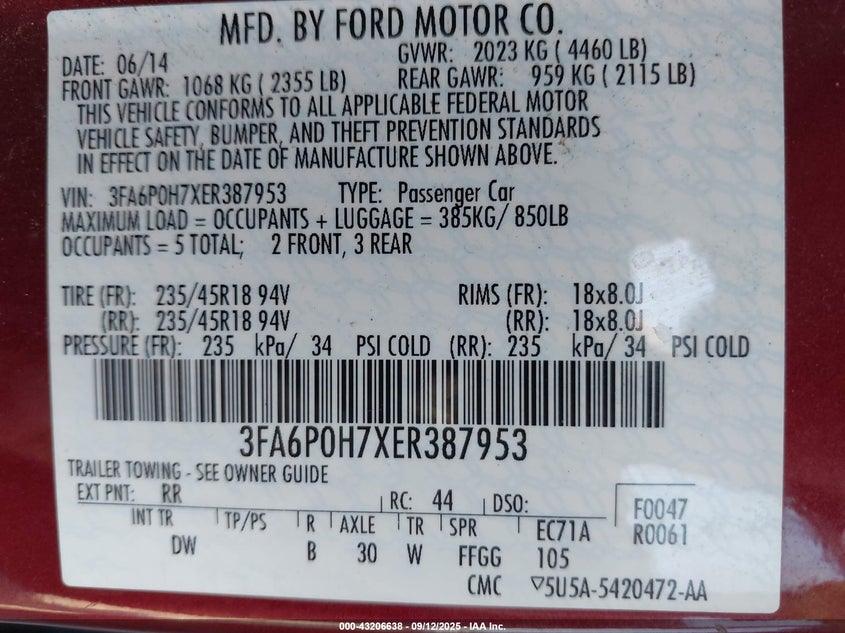 MFD. BY FORD MOTOR CO.
DATE: 06/14 GVWR: 2023 KG ( 4460 LB)
FRONT GAWR: 1068 KG ( 2355 LB) REAR GAWR: 959 KG ( 2115 LB)
THIS VEHICLE CONFORMS TO ALL APPLICABLE FEDERAL MOTOR
VEHICLE SAFETY, BUMPER, AND THEFT PREVENTION STANDARDS
IN EFFECT ON THE DATE OF MANUFACTURE SHOWN ABOVE.
VIN: 3FA6P0H7XER387953 TYPE: Passenger Car
MAXIMUM LOAD = OCCUPANTS + LUGGAGE = 385KG/ 850LB
OCCUPANTS = 5 TOTAL; 2 FRONT, 3 REAR
TIRE (FR): 235/45R18 94V RIMS (FR): 18x8.0J
(RR): 235/45R18 94V (RR): 18x8.0J
PRESSURE (FR): 235 kPa/ 34 PSI COLD (RR): 235 kPa/ 34 PSI COLD
3FA6P0H7XER387953
TRAILER TOWING - SEE OWNER GUIDE
EXT PNT: RR RC: 44 DSO: F0047
INT TR TP/PS R AXLE TR SPR EC71A R0061
DW B 30 W FFGG 105
CMC ▽5U5A-5420472-AA
000-43206638 - 09/12/2025 - IAA Inc.